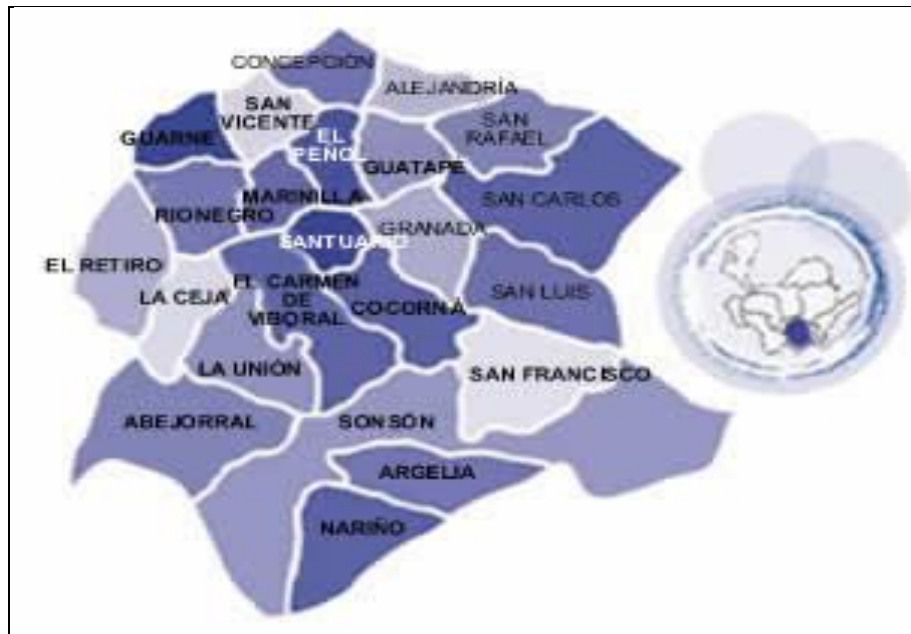 CONCEPCIÓN
ALEJANDRÍA
SAN
VICENTE
SAN
RAFAEL
GUARNE
EL
PEÑOL
GUATAPE
MARINILLA
SAN CARLOS
RIONEGRO
GRANADA
SANTUARIO
EL RETIRO
LA CEJA
EL CARMEN
DE
VIBORAL
COCORNÁ
SAN LUIS
LA UNIÓN
SAN FRANCISCO
ABEJORRAL
SONSÓN
ARGELIA
NARIÑO